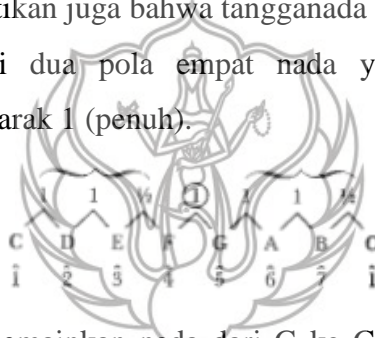 tikan juga bahwa tangganada
i dua pola empat nada y
arak 1 (penuh).
1 1 ½ 1 1 1 ½
C D E F G A B C
1̂ 2̂ 3̂ 4̂ 5̂ 6̂ 7̂ 1̂
emainkan nada dari C ke C